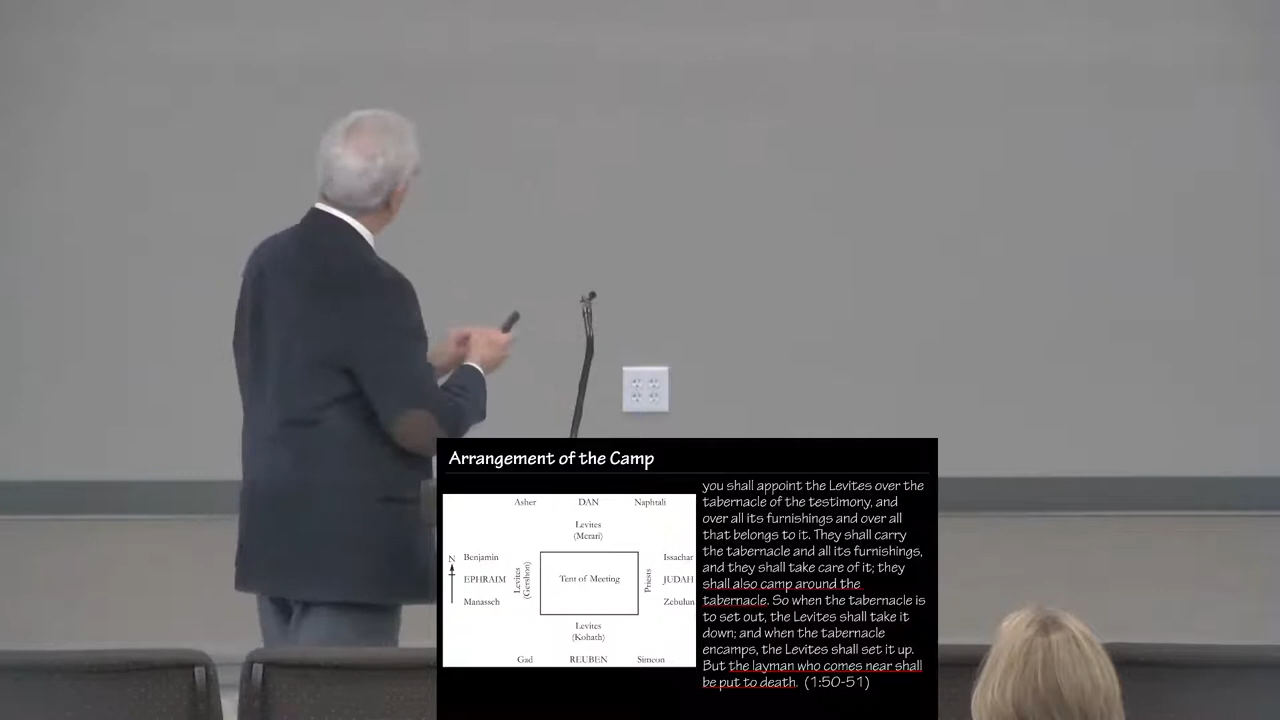 Arrangement of the Camp
Asher DAN Naphtali
Levites
(Merari)
N
Benjamin
EPHRAIM
Manasseh
Levites
(Gershon)
Tent of Meeting
Priests
Issachar
JUDAH
Zebulun
Levites
(Kohath)
Gad REUBEN Simeon
you shall appoint the Levites over the
tabernacle of the testimony, and
over all its furnishings and over all
that belongs to it. They shall carry
the tabernacle and all its furnishings,
and they shall take care of it; they
shall also camp around the
tabernacle. So when the tabernacle is
to set out, the Levites shall take it
down; and when the tabernacle
encamps, the Levites shall set it up.
But the layman who comes near shall
be put to death. (1:50-51)